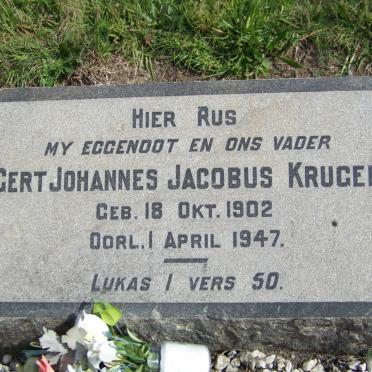 HIER RUS
MY EGGENOOT EN ONS VADER
GERT JOHANNES JACOBUS KRUGER
GEB. 18 OKT. 1902
OORL. 1 APRIL 1947.
LUKAS 1 VERS 50.